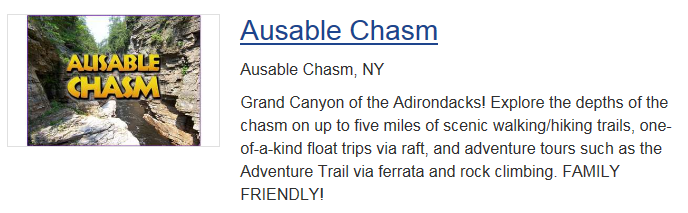 AUSABLE
CHASM
Ausable Chasm
Ausable Chasm, NY
Grand Canyon of the Adirondacks! Explore the depths of the
chasm on up to five miles of scenic walking/hiking trails, one-
of-a-kind float trips via raft, and adventure tours such as the
Adventure Trail via ferrata and rock climbing. FAMILY
FRIENDLY!